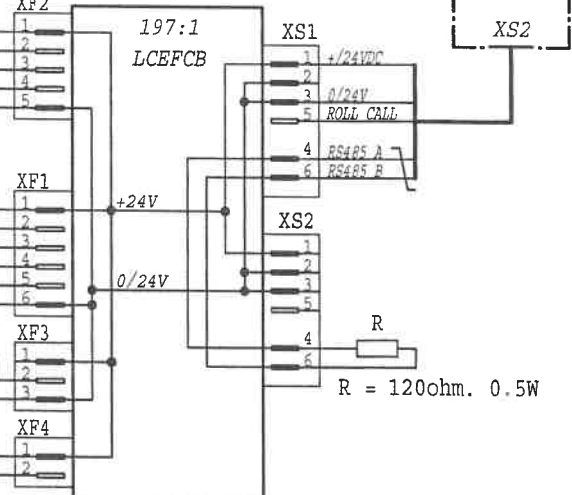 XF2
1
2
3
4
5
197:1
LCEFCB
XS1
1 +/24VDC
2
3 0/24V
5 ROLL CALL
4 RS485 A
6 RS485 B
XS2
XF1
1
2
3
4
5
6
+24V
0/24V
XS2
1
2
3
5
4
6
R
R = 120ohm. 0.5W
XF3
1
2
3
XF4
1
2